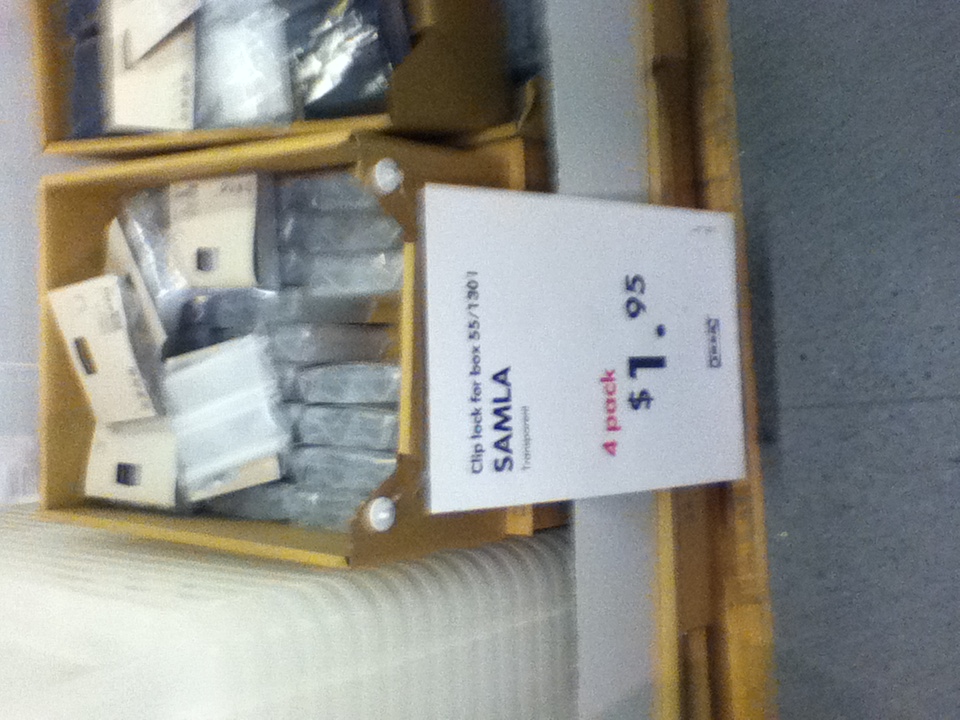 Clip lock for box 55/130 l
SAMLA
Transparent
4 pack
$1.95